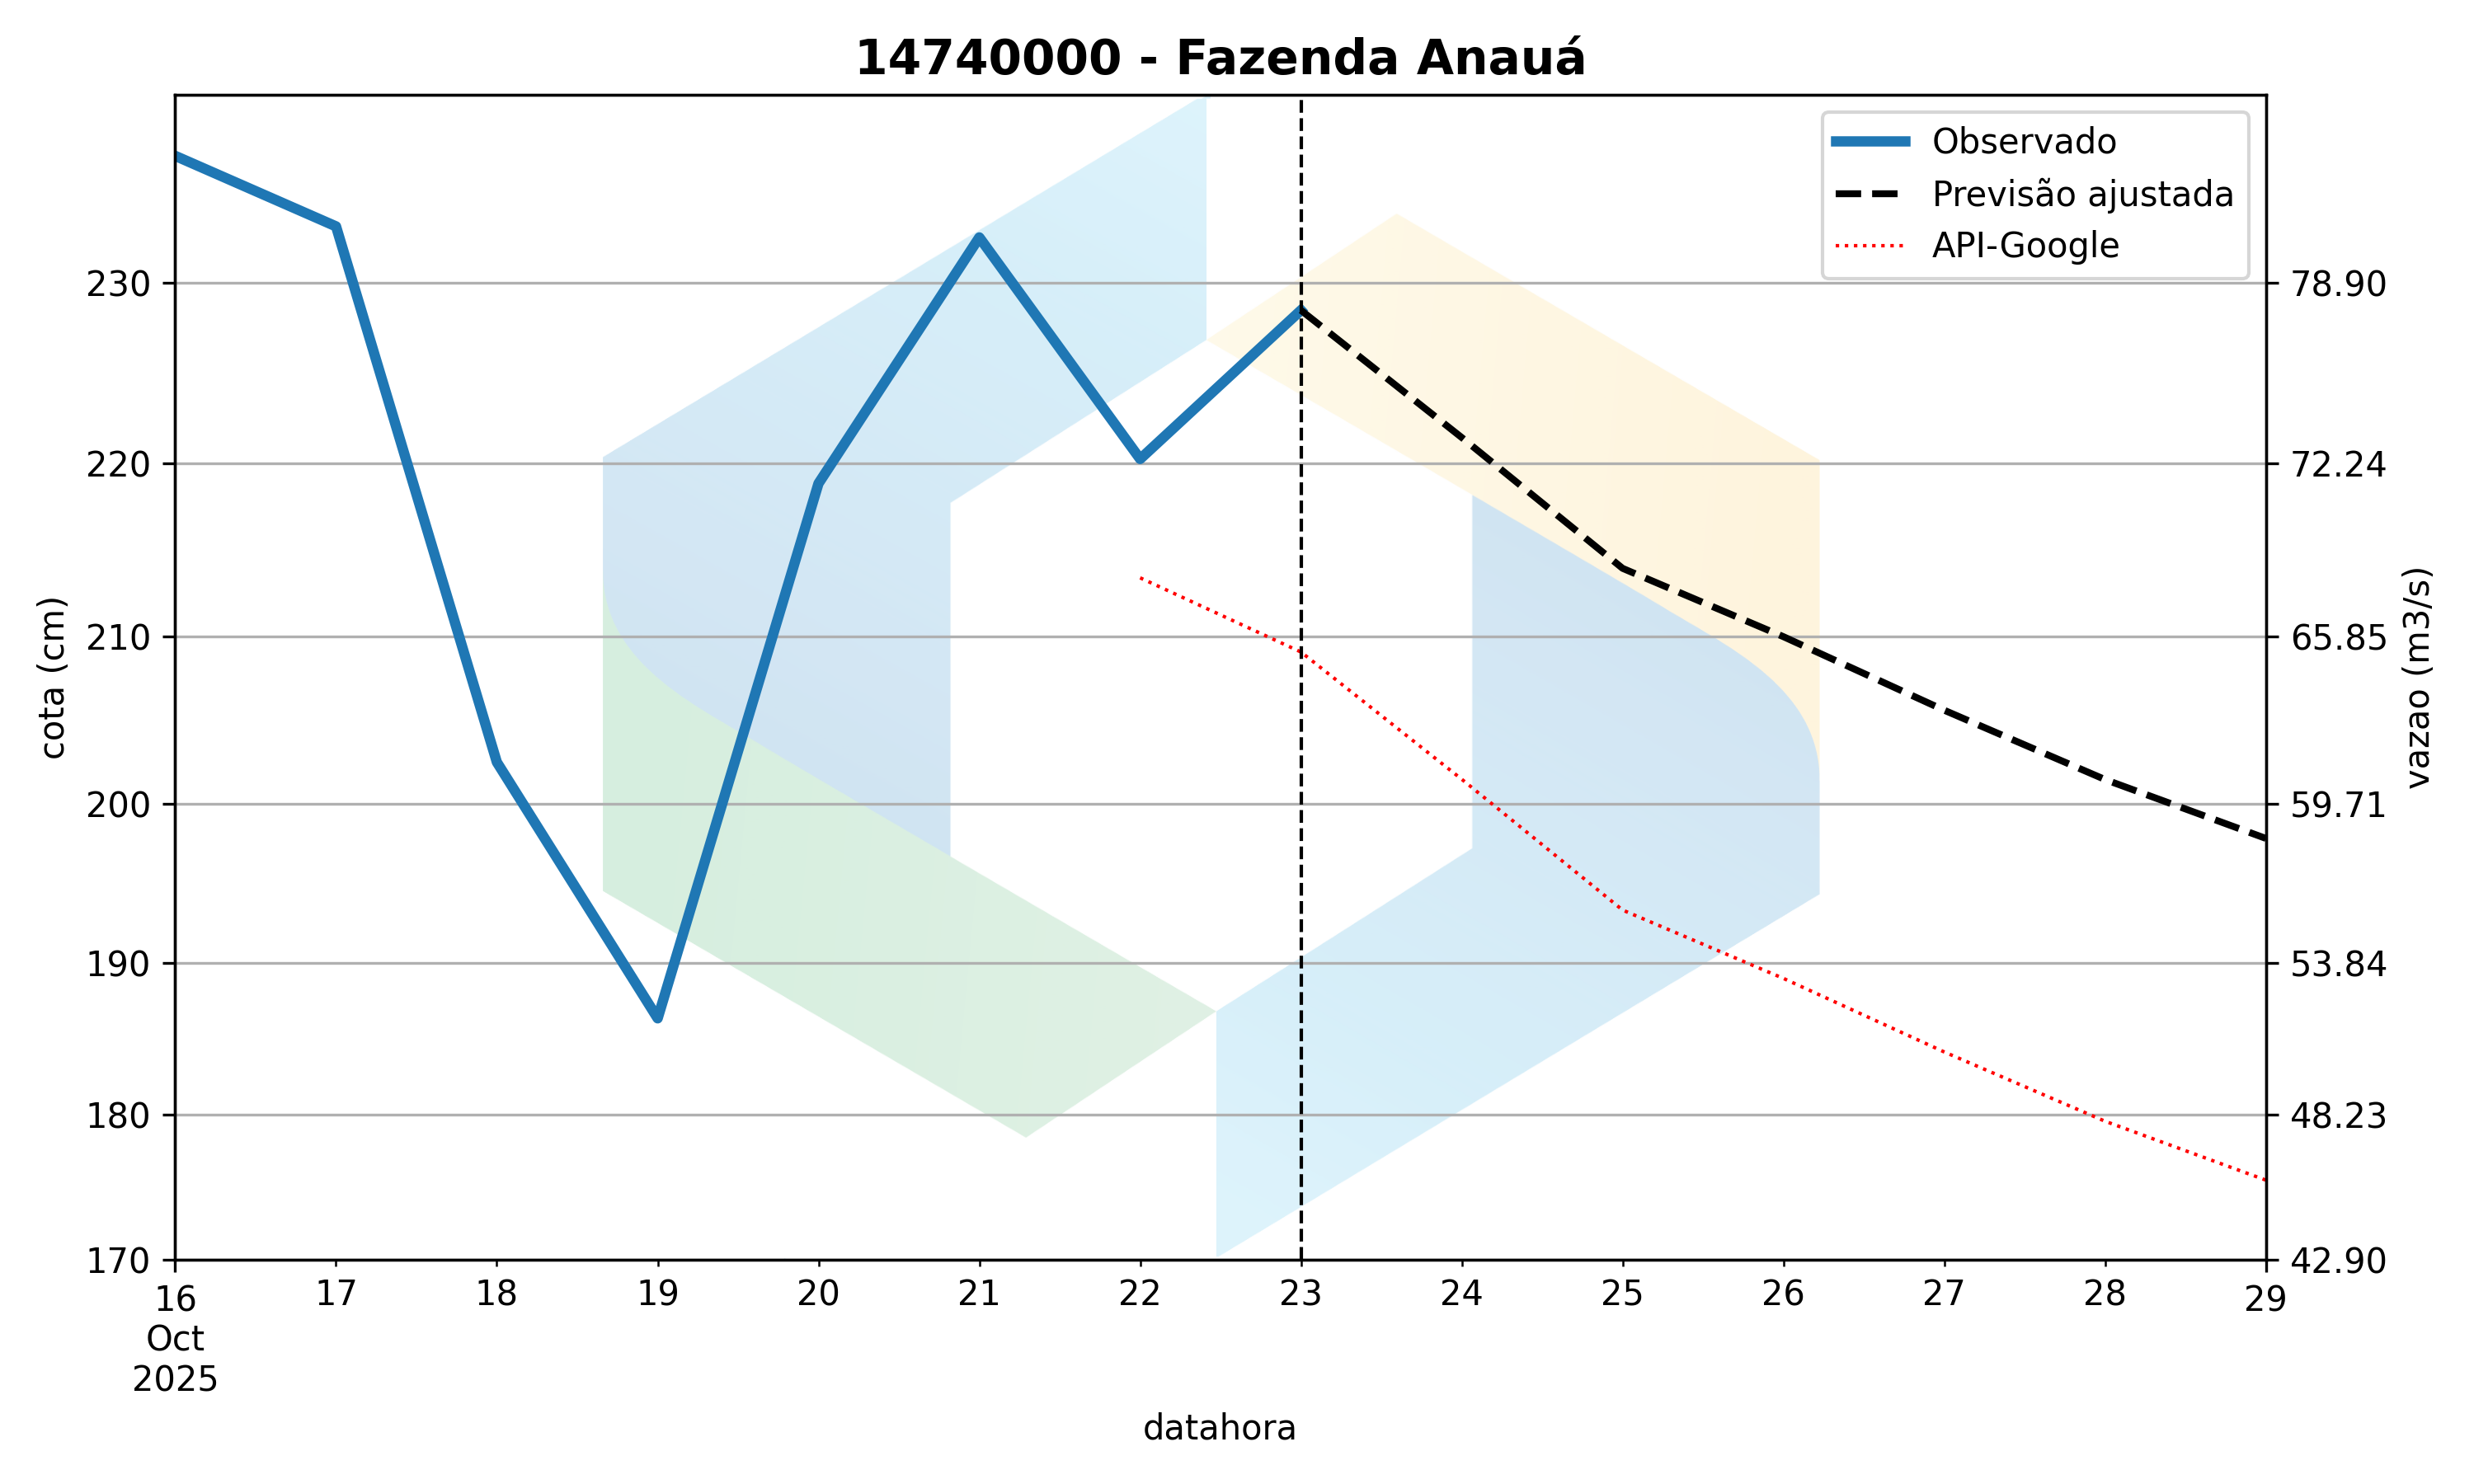 14740000 - Fazenda Anauá
Observado
Previsão ajustada
API-Google
cota (cm)
230
220
210
200
190
180
170
78.90
72.24
65.85
59.71
53.84
48.23
42.90
vazao (m3/s)
16 17 18 19 20 21 22 23 24 25 26 27 28 29
Oct
2025
datahora